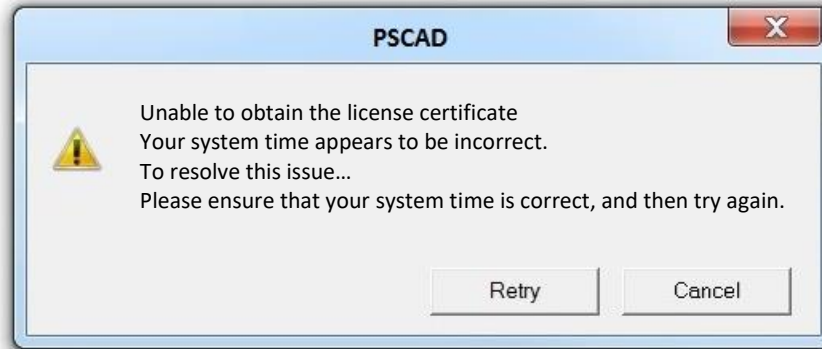 PSCAD
Unable to obtain the license certificate
Your system time appears to be incorrect.
To resolve this issue…
Please ensure that your system time is correct, and then try again.
Retry
Cancel